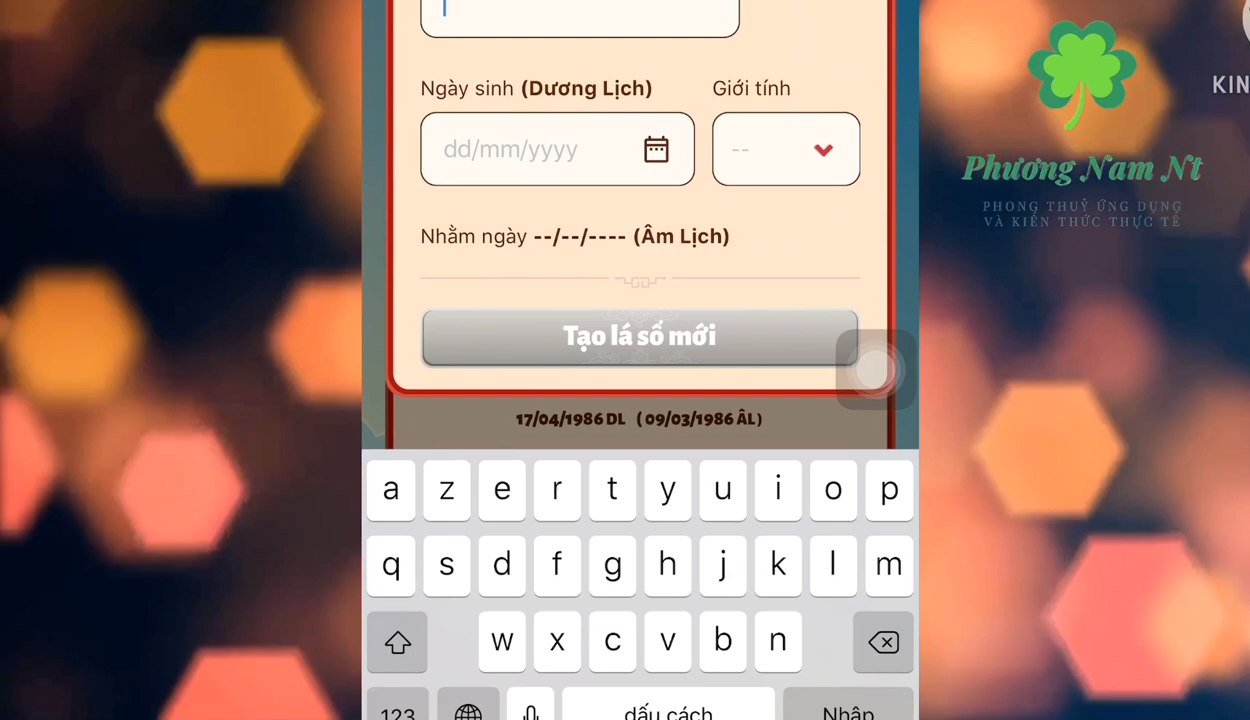 Ngày sinh (Dương Lịch) Giới tính
dd/mm/yyyy --
Nhằm ngày --/--/---- (Âm Lịch)
Tạo lá số mới
17/04/1986 DL ( 09/03/1986 ÂL )
a z e r t y u i o p
q s d f g h j k l m
w x c v b n
123 dấu cách Nhập
Phương Nam Nt
PHONG THUỶ ỨNG DỤNG
VÀ KIẾN THỨC THỰC TẾ
KIN